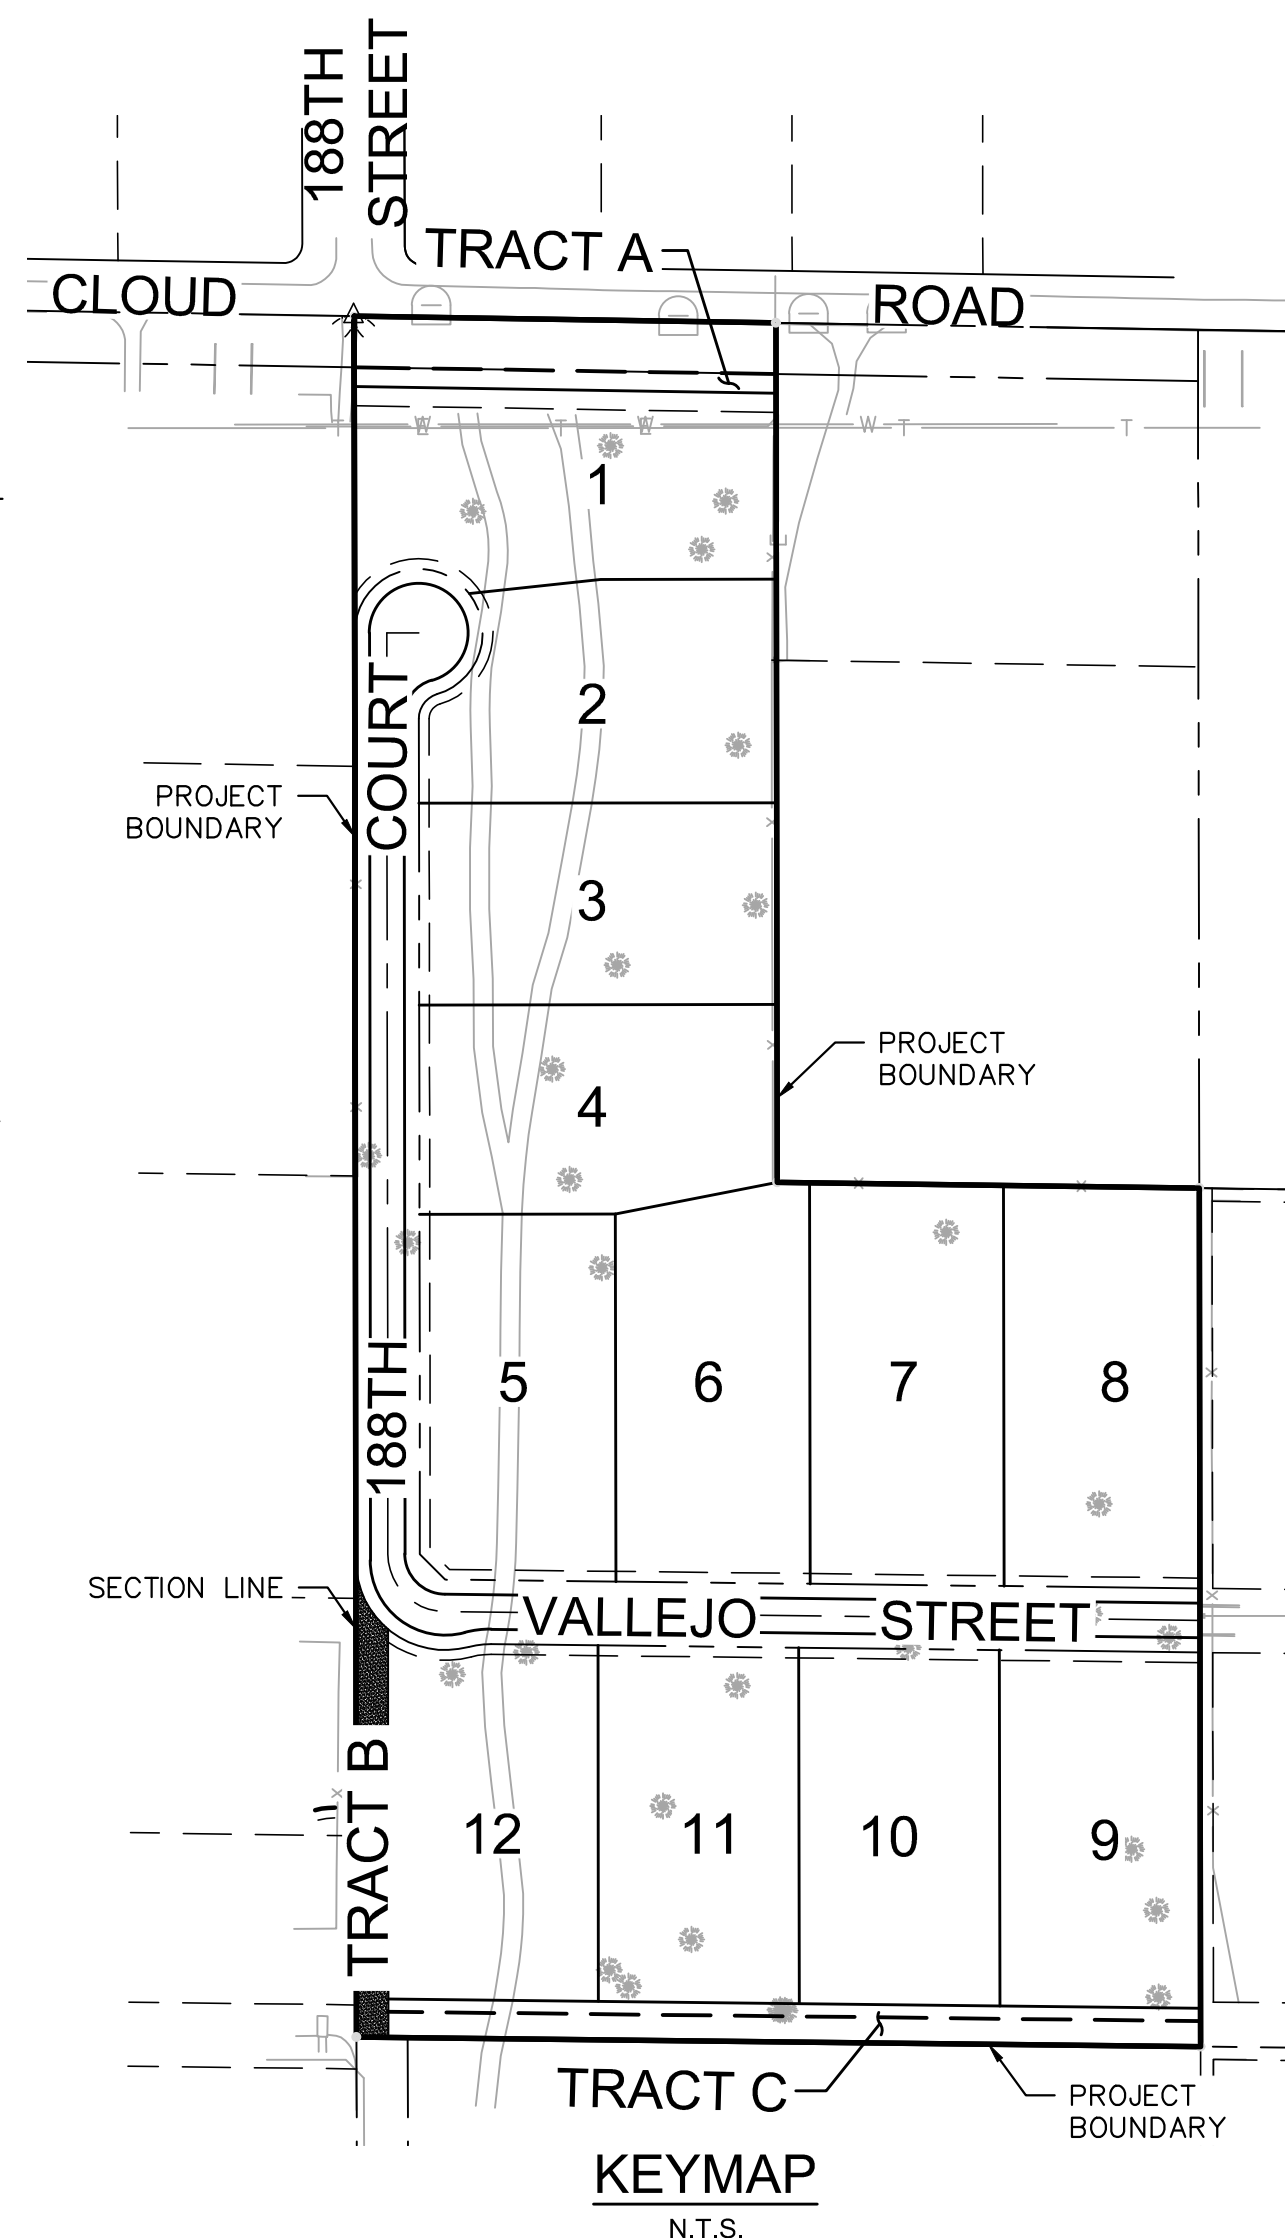 188TH
STREET
TRACT A
CLOUD
ROAD
T
W
E
T
W
E
W
T
T
1
2
COURT
PROJECT
BOUNDARY
3
PROJECT
BOUNDARY
4
188TH
5
6
7
8
SECTION LINE
VALLEJO STREET
TRACT B
12
11
10
9
TRACT C
PROJECT
BOUNDARY
KEYMAP
N.T.S.